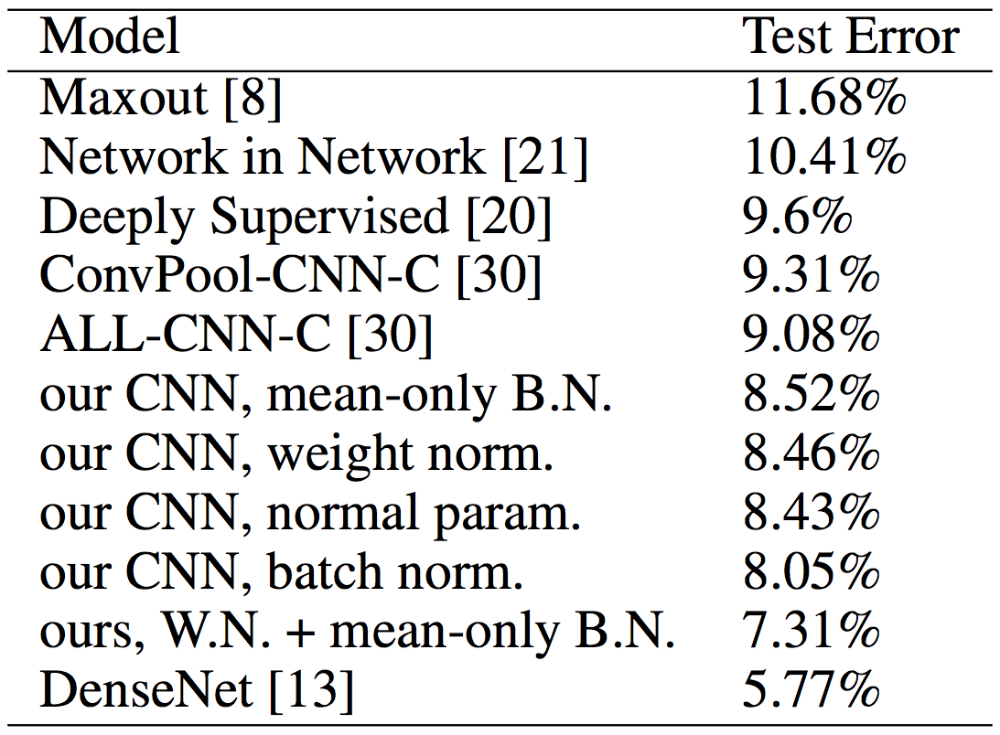 Model Test Error
Maxout [8] 11.68%
Network in Network [21] 10.41%
Deeply Supervised [20] 9.6%
ConvPool-CNN-C [30] 9.31%
ALL-CNN-C [30] 9.08%
our CNN, mean-only B.N. 8.52%
our CNN, weight norm. 8.46%
our CNN, normal param. 8.43%
our CNN, batch norm. 8.05%
ours, W.N. + mean-only B.N. 7.31%
DenseNet [13] 5.77%